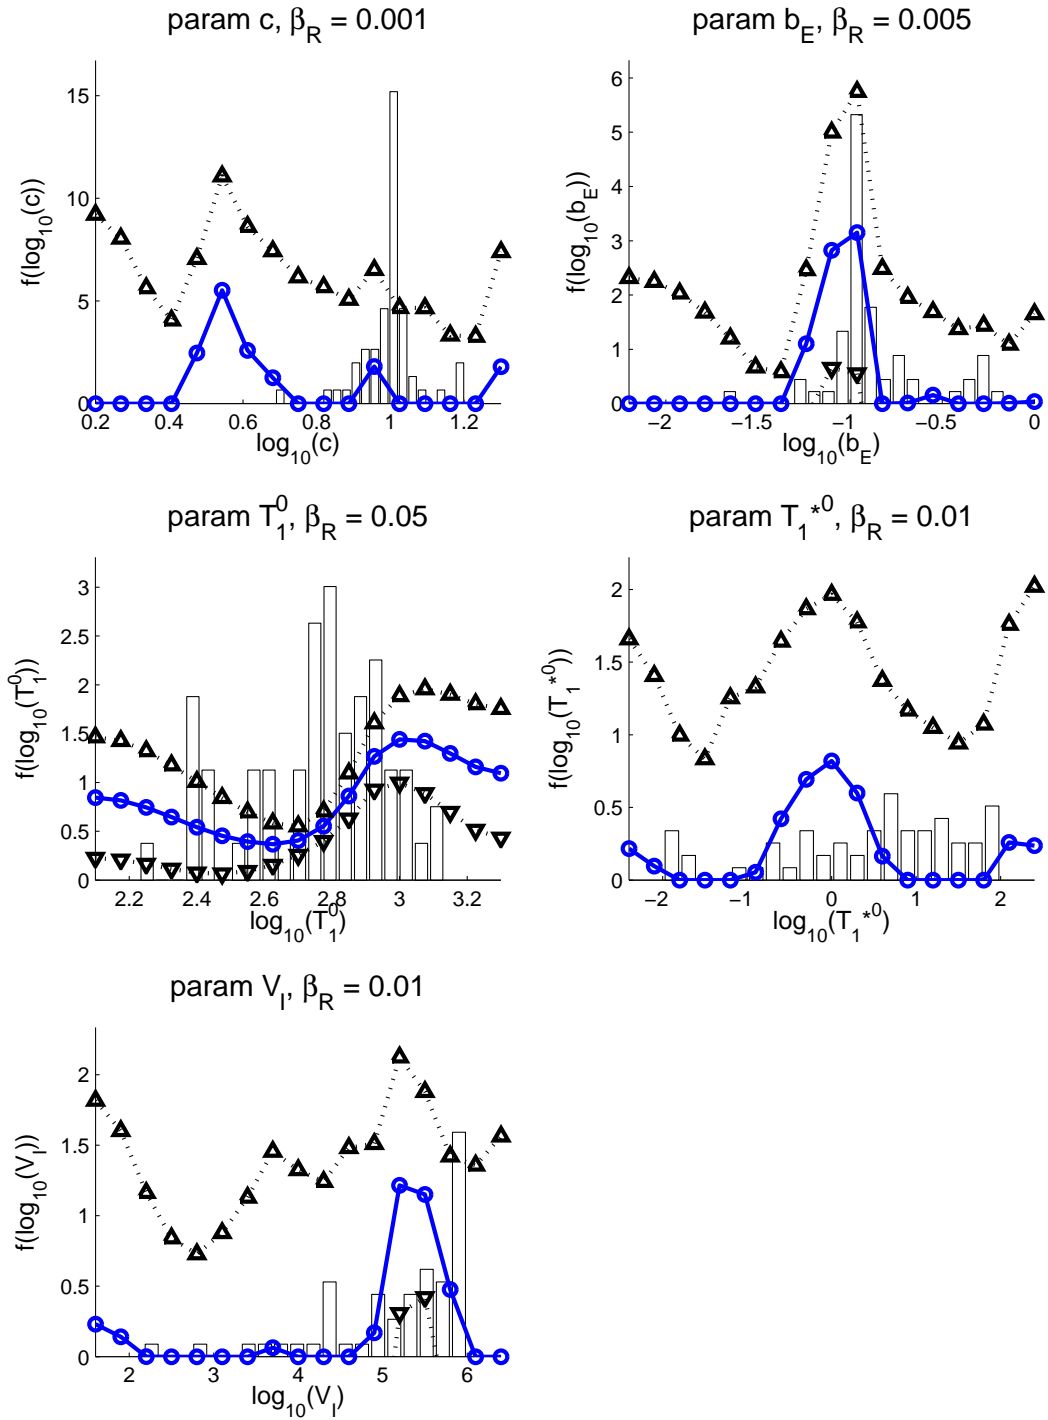 param c, β_R = 0.001
f(log_10(c))
15
10
5
0
0.2 0.4 0.6 0.8 1 1.2
log_10(c)
param b_E, β_R = 0.005
f(log_10(b_E))
6
5
4
3
2
1
0
−2 −1.5 −1 −0.5 0
log_10(b_E)
param T_1^0, β_R = 0.05
f(log_10(T_1^0))
3
2.5
2
1.5
1
0.5
0
2.2 2.4 2.6 2.8 3 3.2
log_10(T_1^0)
param T_1*^0, β_R = 0.01
f(log_10(T_1*^0))
2
1.5
1
0.5
0
−2 −1 0 1 2
log_10(T_1*^0)
param V_I, β_R = 0.01
f(log_10(V_I))
2
1.5
1
0.5
0
2 3 4 5 6
log_10(V_I)